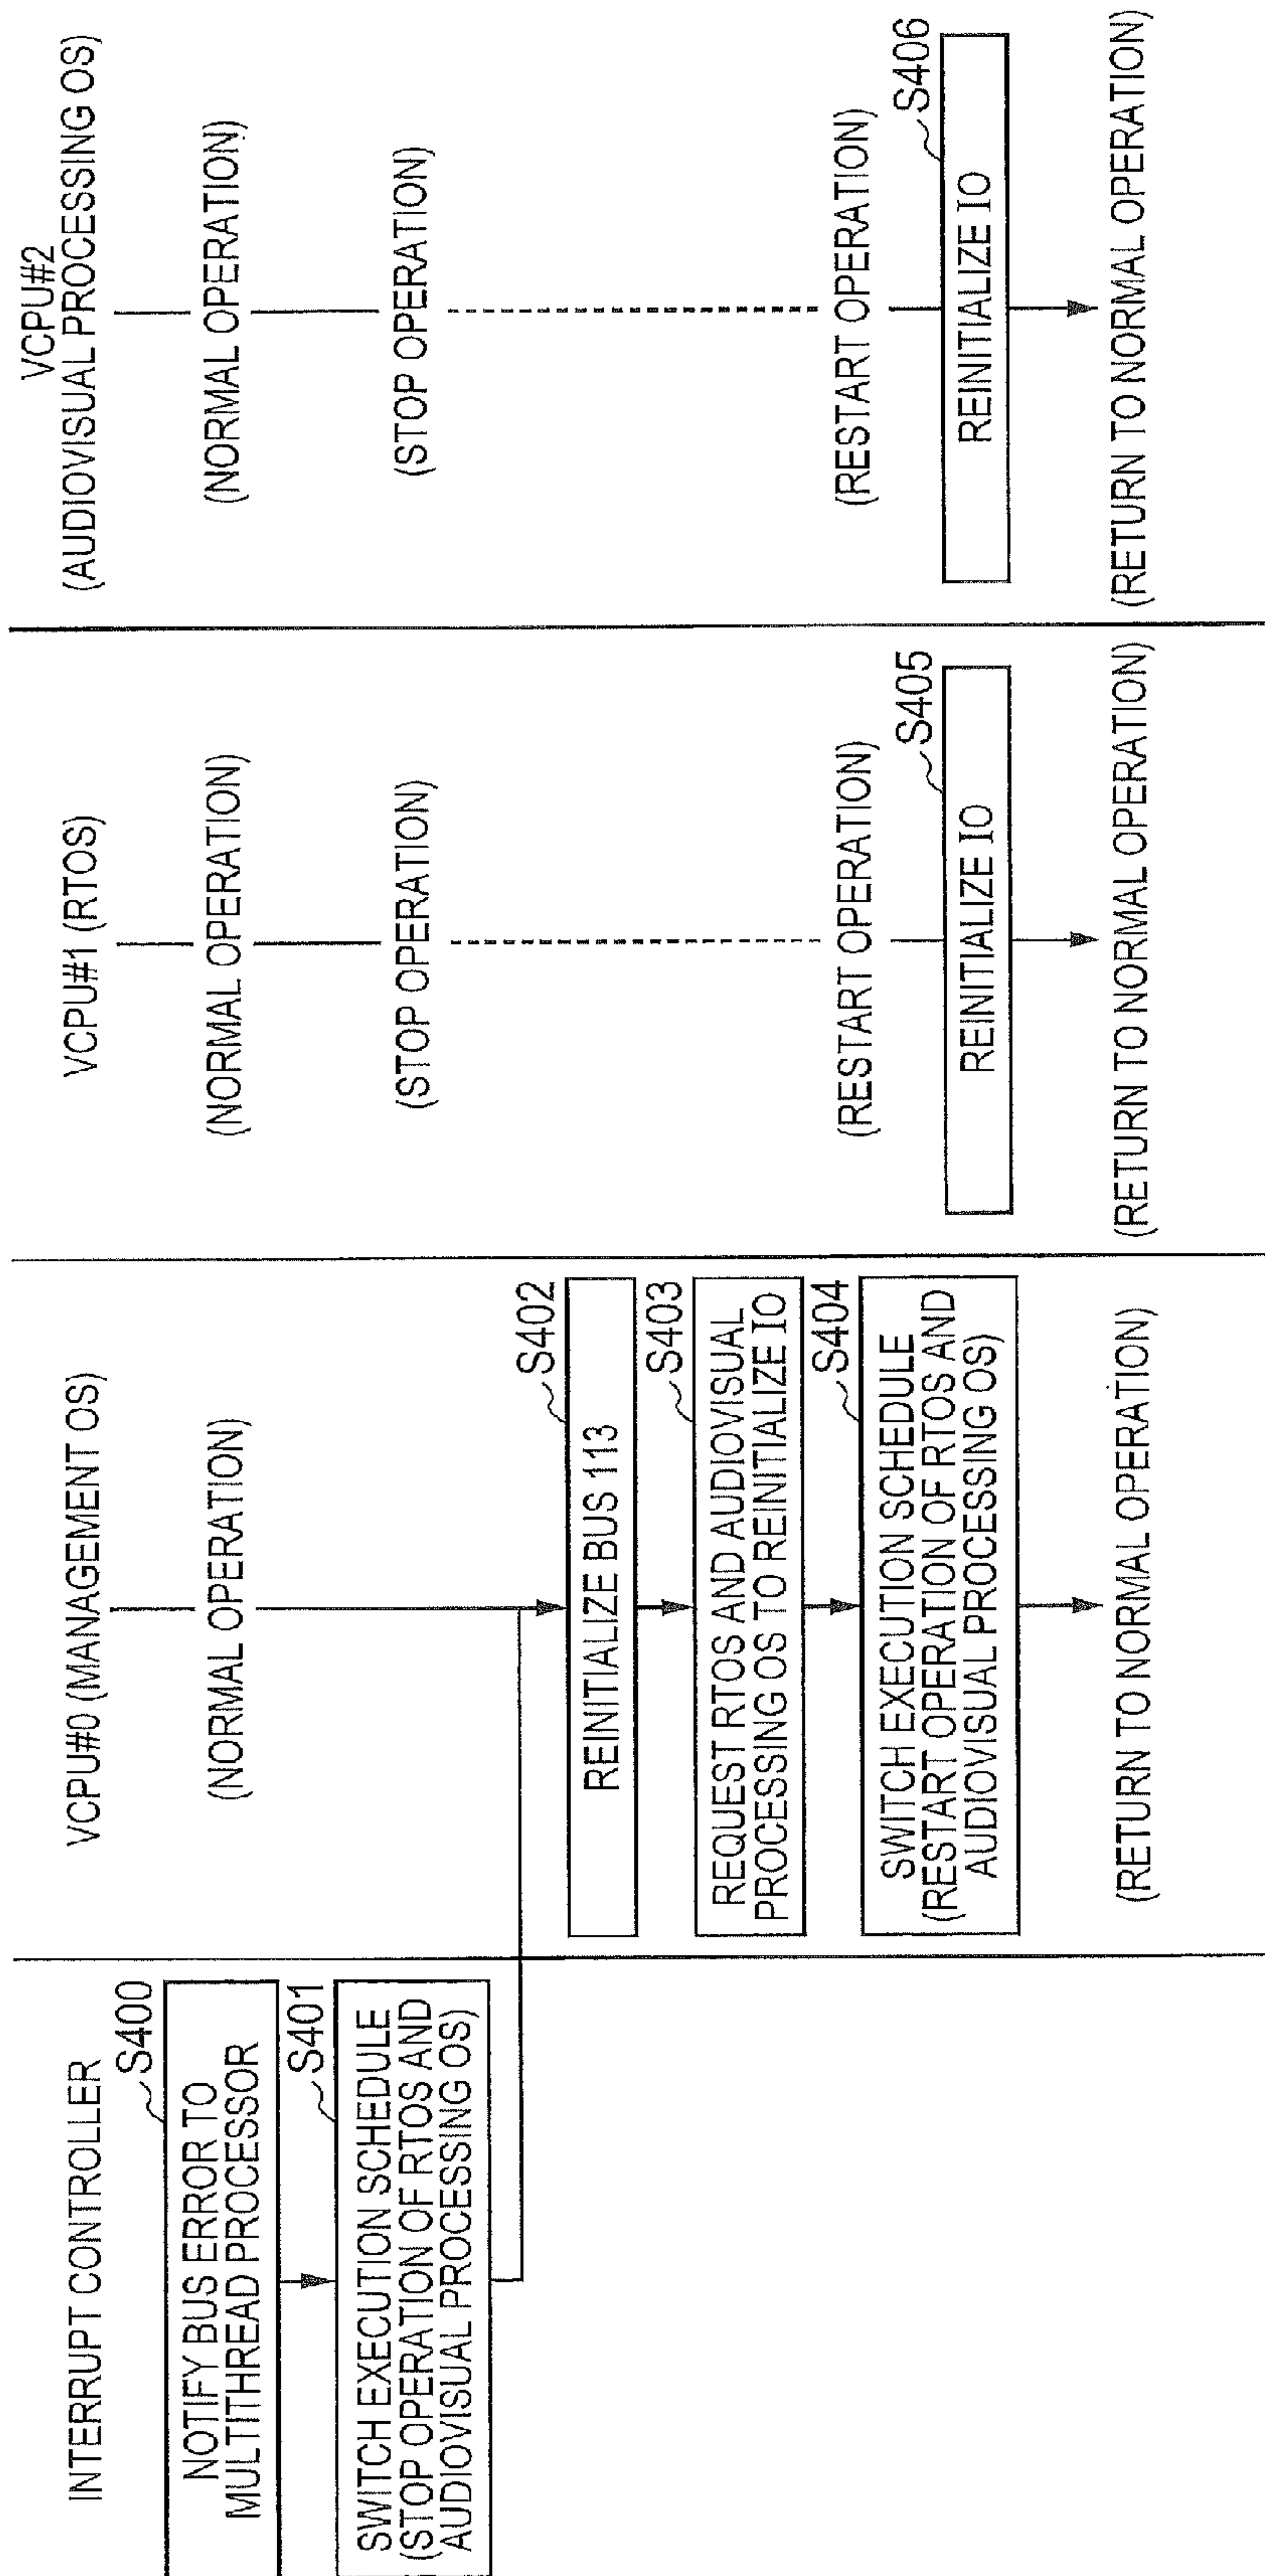 INTERRUPT CONTROLLER
S400
NOTIFY BUS ERROR TO
MULTITHREAD PROCESSOR
S401
SWITCH EXECUTION SCHEDULE
(STOP OPERATION OF RTOS AND
AUDIOVISUAL PROCESSING OS)
VCPU#0 (MANAGEMENT OS)
(NORMAL OPERATION)
S402
REINITIALIZE BUS 113
S403
REQUEST RTOS AND AUDIOVISUAL
PROCESSING OS TO REINITIALIZE IO
S404
SWITCH EXECUTION SCHEDULE
(RESTART OPERATION OF RTOS AND
AUDIOVISUAL PROCESSING OS)
(RETURN TO NORMAL OPERATION)
VCPU#1 (RTOS)
(NORMAL OPERATION)
(STOP OPERATION)
(RESTART OPERATION)
S405
REINITIALIZE IO
(RETURN TO NORMAL OPERATION)
VCPU#2
(AUDIOVISUAL PROCESSING OS)
(NORMAL OPERATION)
(STOP OPERATION)
(RESTART OPERATION)
S406
REINITIALIZE IO
(RETURN TO NORMAL OPERATION)